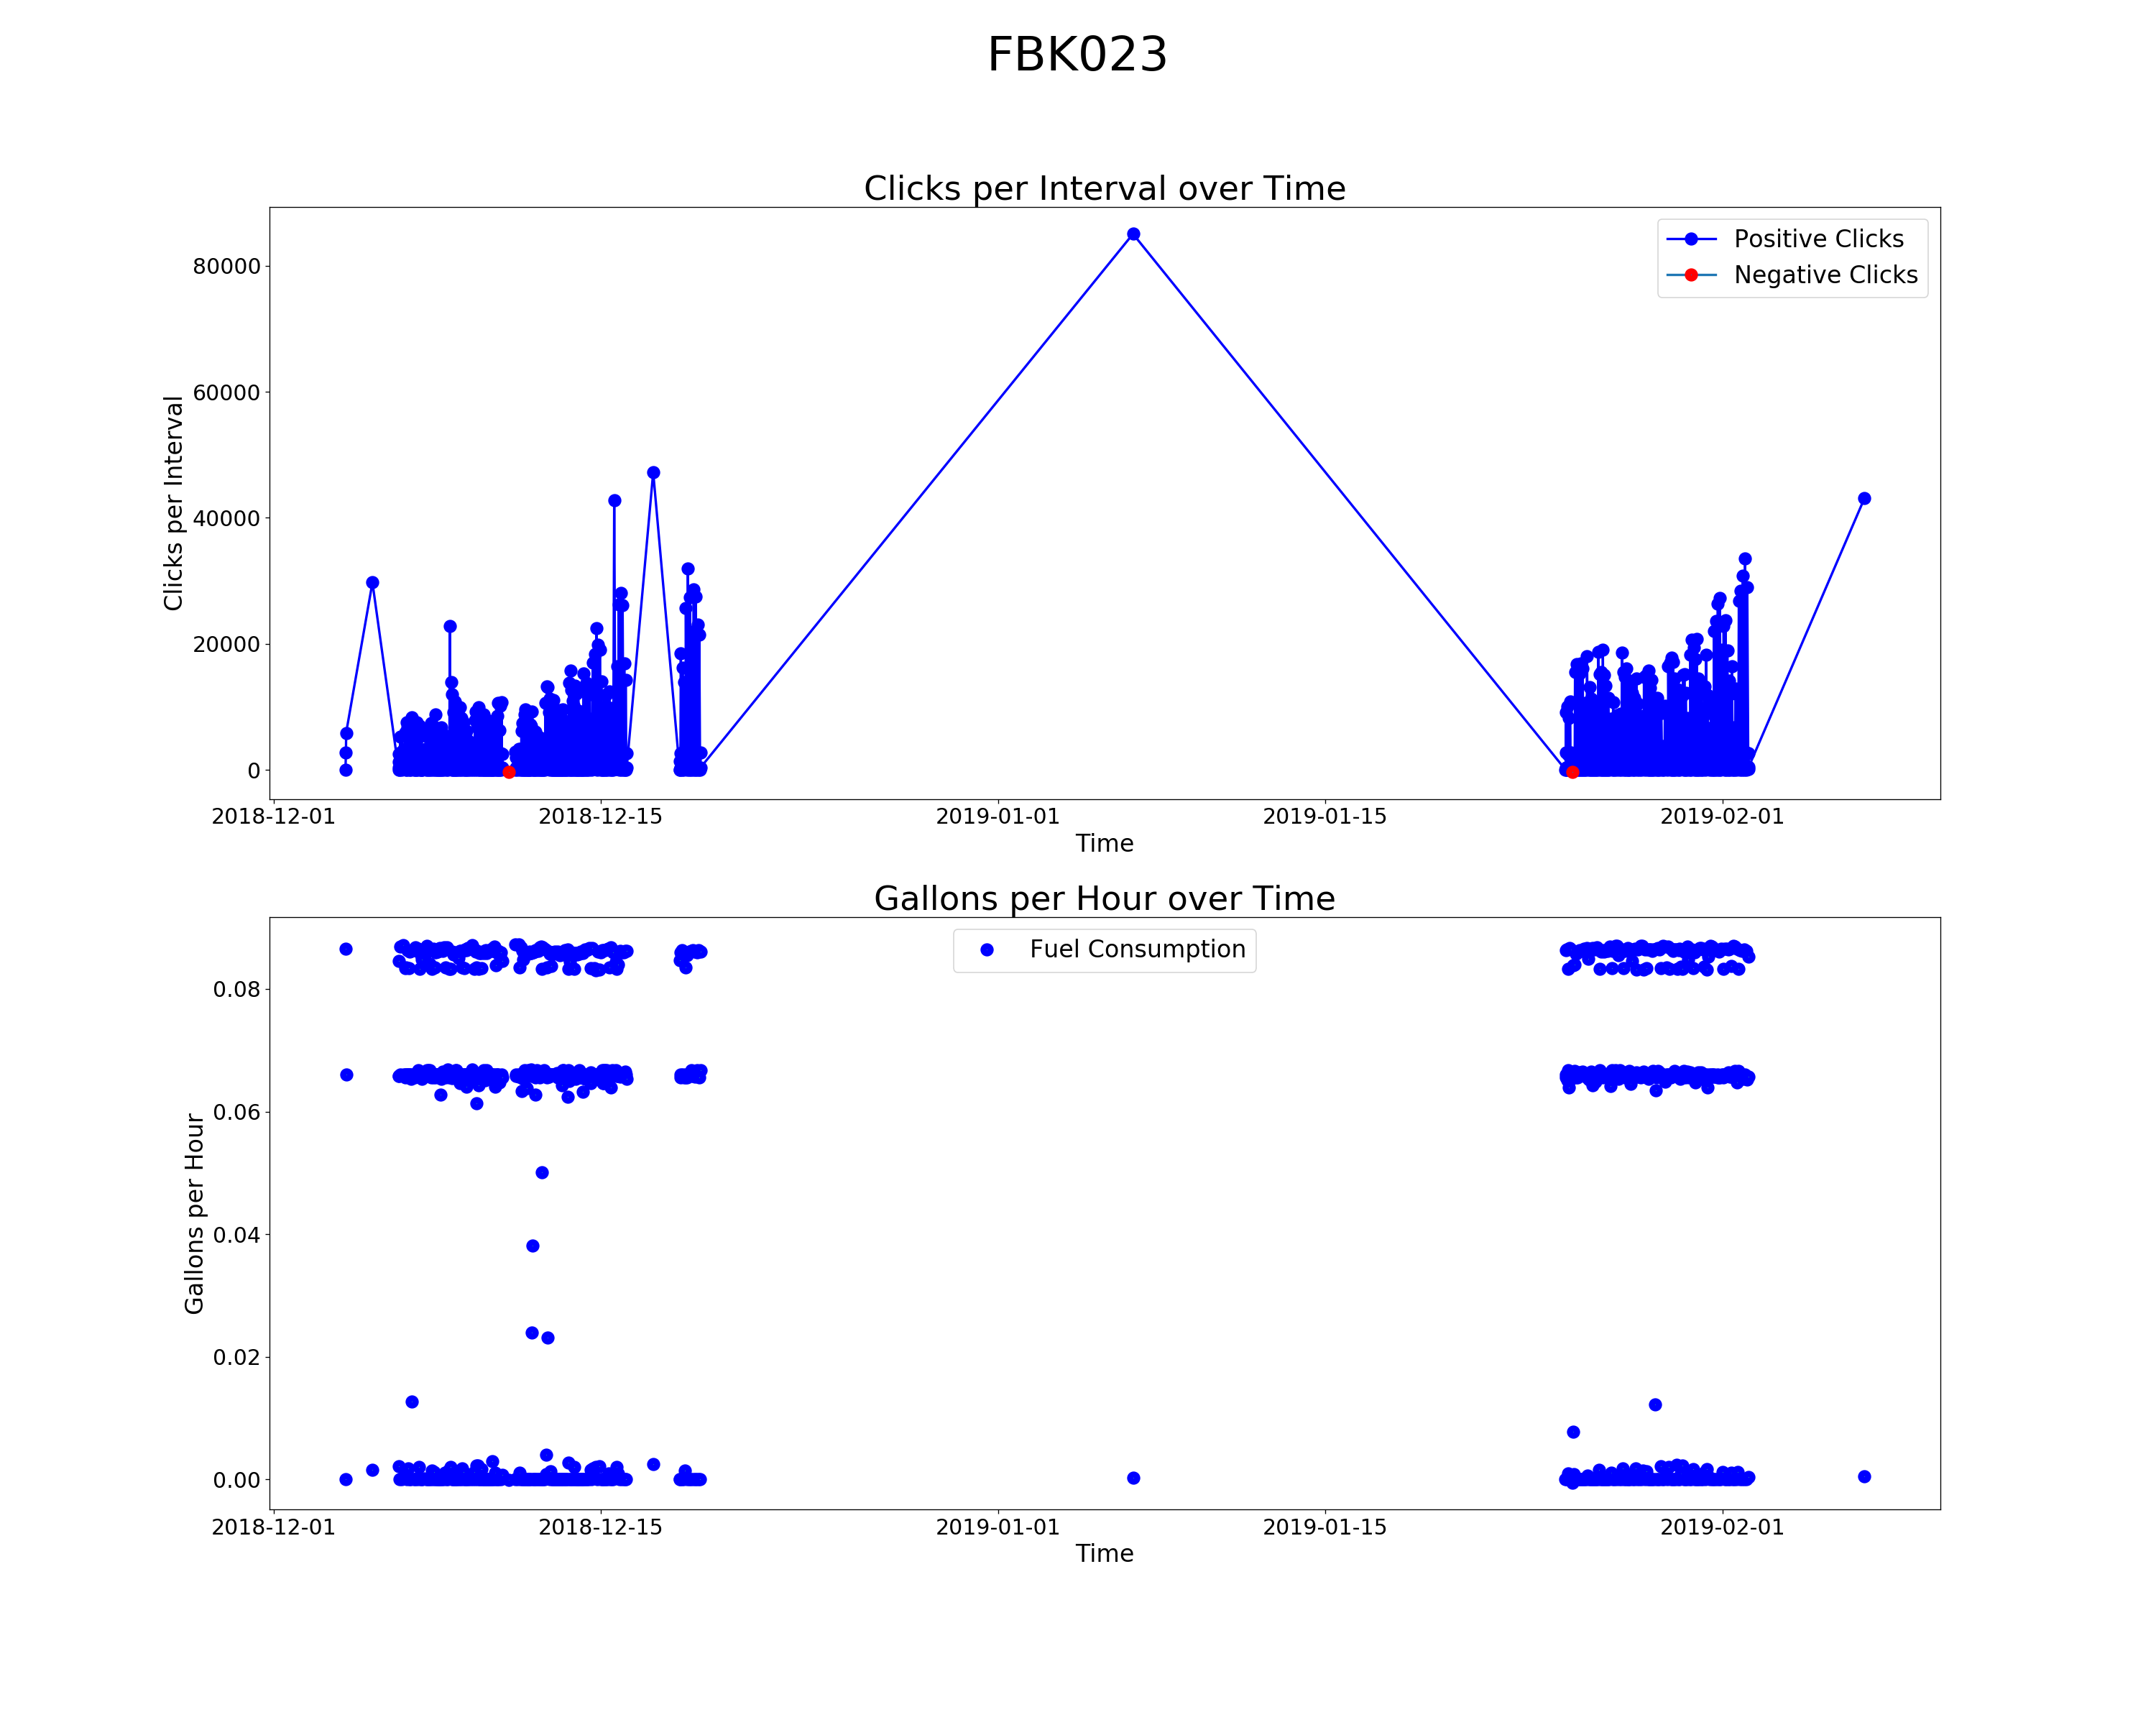 FBK023
Clicks per Interval over Time
Positive Clicks
Negative Clicks
80000
60000
40000
20000
0
Clicks per Interval
2018-12-01 2018-12-15 2019-01-01 2019-01-15 2019-02-01
Time
Gallons per Hour over Time
Fuel Consumption
0.08
0.06
0.04
0.02
0.00
Gallons per Hour
2018-12-01 2018-12-15 2019-01-01 2019-01-15 2019-02-01
Time